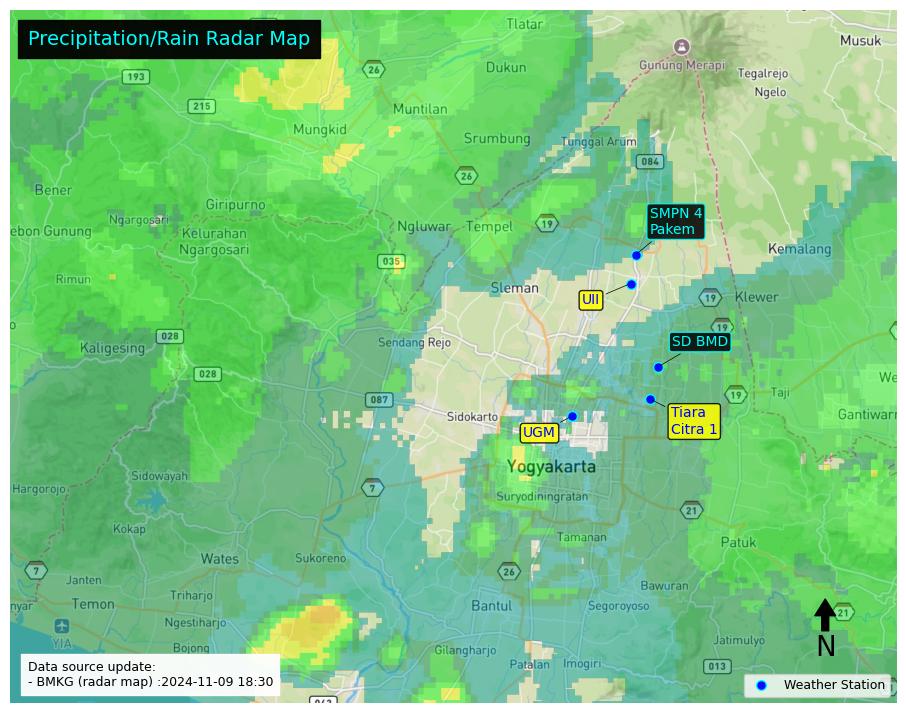 Precipitation/Rain Radar Map
Tlatar
Musuk
Gunung Merapi
Tegalrejo
Ngelo
193
26
Dukun
215
Muntilan
Mungkid
Srumbung
Tunggal Arum
084
26
Bener
Giripurno
Ngargosari
ebon Gunung
Kelurahan
Ngargosari
Ngluwar
Tempel
19
SMPN 4
Pakem
Kemalang
035
Rimun
Sleman
UII
19
Klewer
19
028
Kaligesing
Sendang Rejo
SD BMD
028
We
087
19
Taji
Sidokarto
Tiara
Citra 1
Gantiwarn
UGM
Yogyakarta
Sidowayah
Hargorojo
7
Suryodiningratan
21
Kokap
Tamanan
Patuk
Wates
Sukoreno
7
26
Janten
Bawuran
nyar
Temon
Triharjo
Bantul
Segoroyoso
21
Ngestiharjo
N
YIA
Bojong
Gilangharjo
Jatimulyo
Patalan
Imogiri
013
Data source update:
- BMKG (radar map) :2024-11-09 18:30
Weather Station